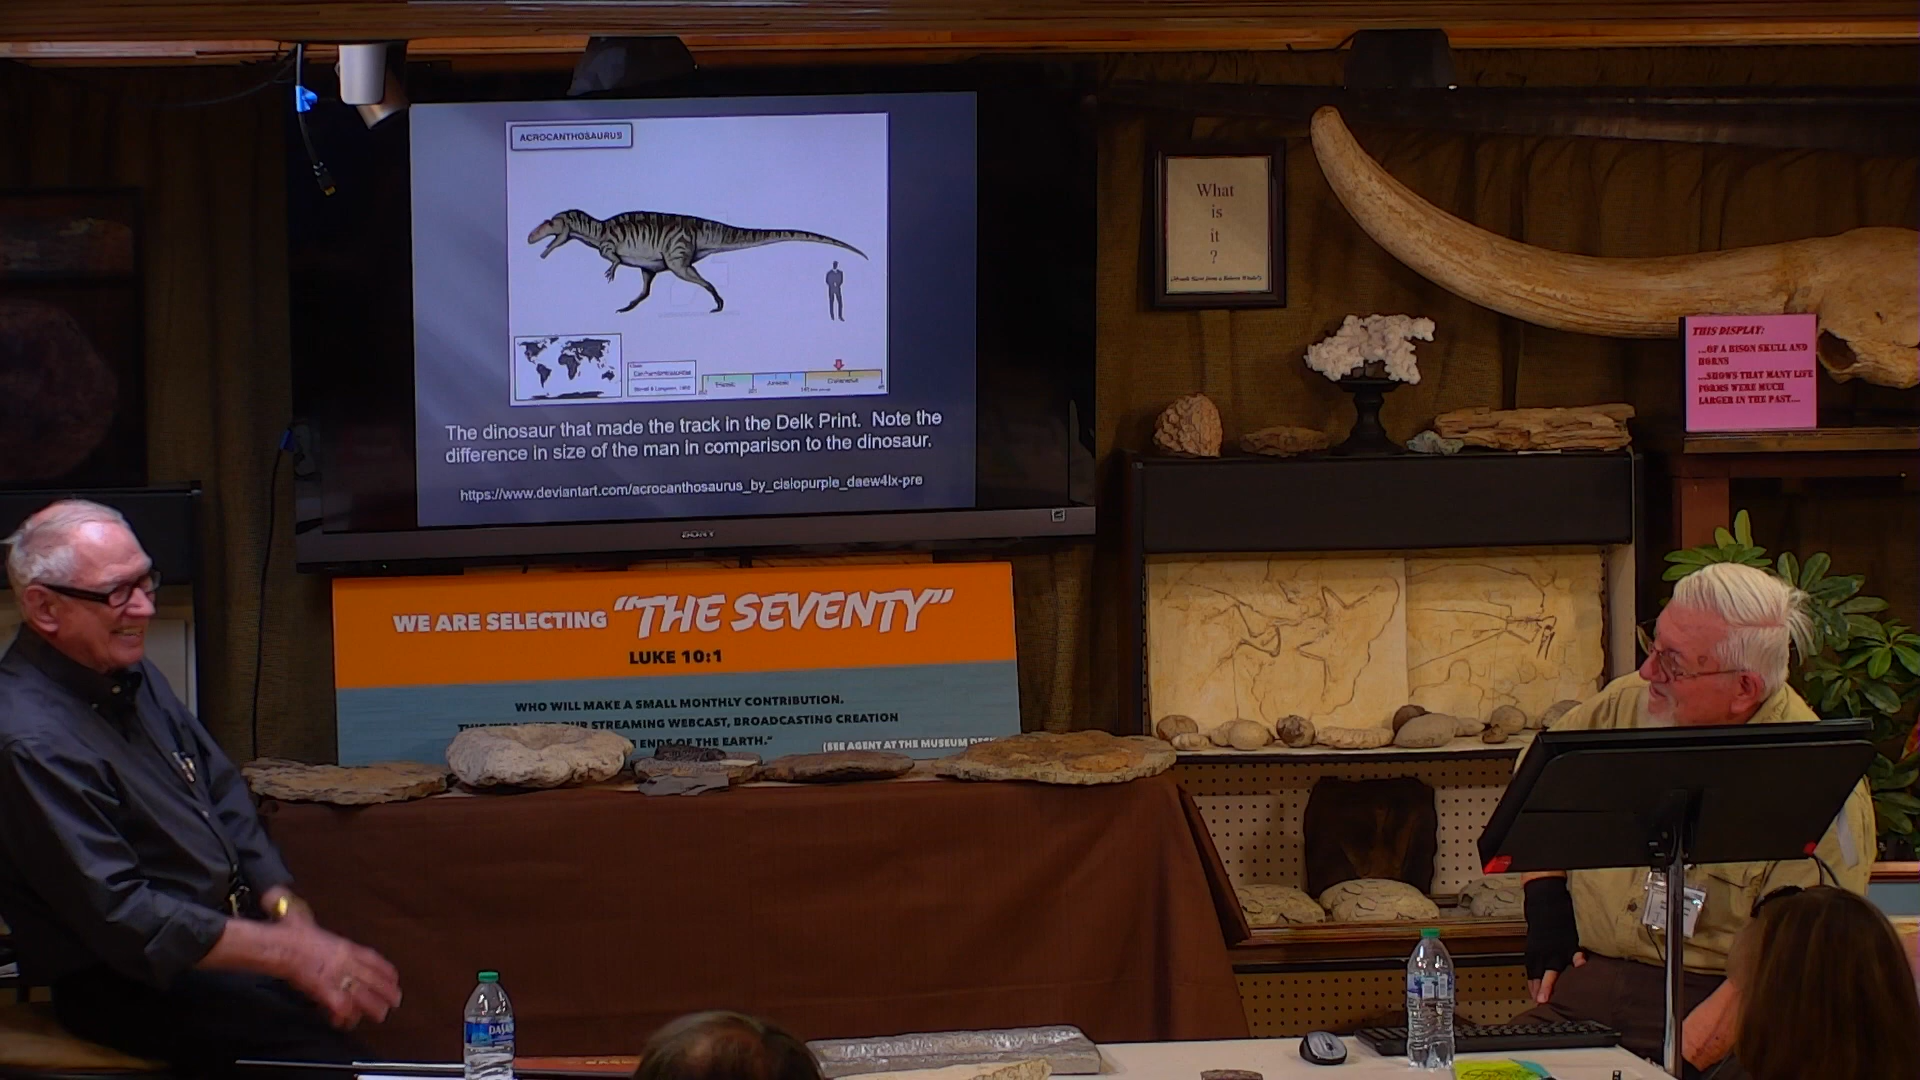 ACROCANTHOSAURUS
Triassic
Jurassic
Cretaceous
The dinosaur that made the track in the Delk Print. Note the
difference in size of the man in comparison to the dinosaur.
https://www.deviantart.com/acrocanthosaurus_by_cisiopurple_daew4lx-pre
SONY
What
is
it
?
THIS DISPLAY:
...OF A BISON SKULL AND
HORNS
...SHOWS THAT MANY LIFE
FORMS WERE MUCH
LARGER IN THE PAST....
WE ARE SELECTING "THE SEVENTY"
LUKE 10:1
WHO WILL MAKE A SMALL MONTHLY CONTRIBUTION.
OUR STREAMING WEBCAST, BROADCASTING CREATION
ENDS OF THE EARTH."
(SEE AGENT AT THE MUSEUM
DASANI